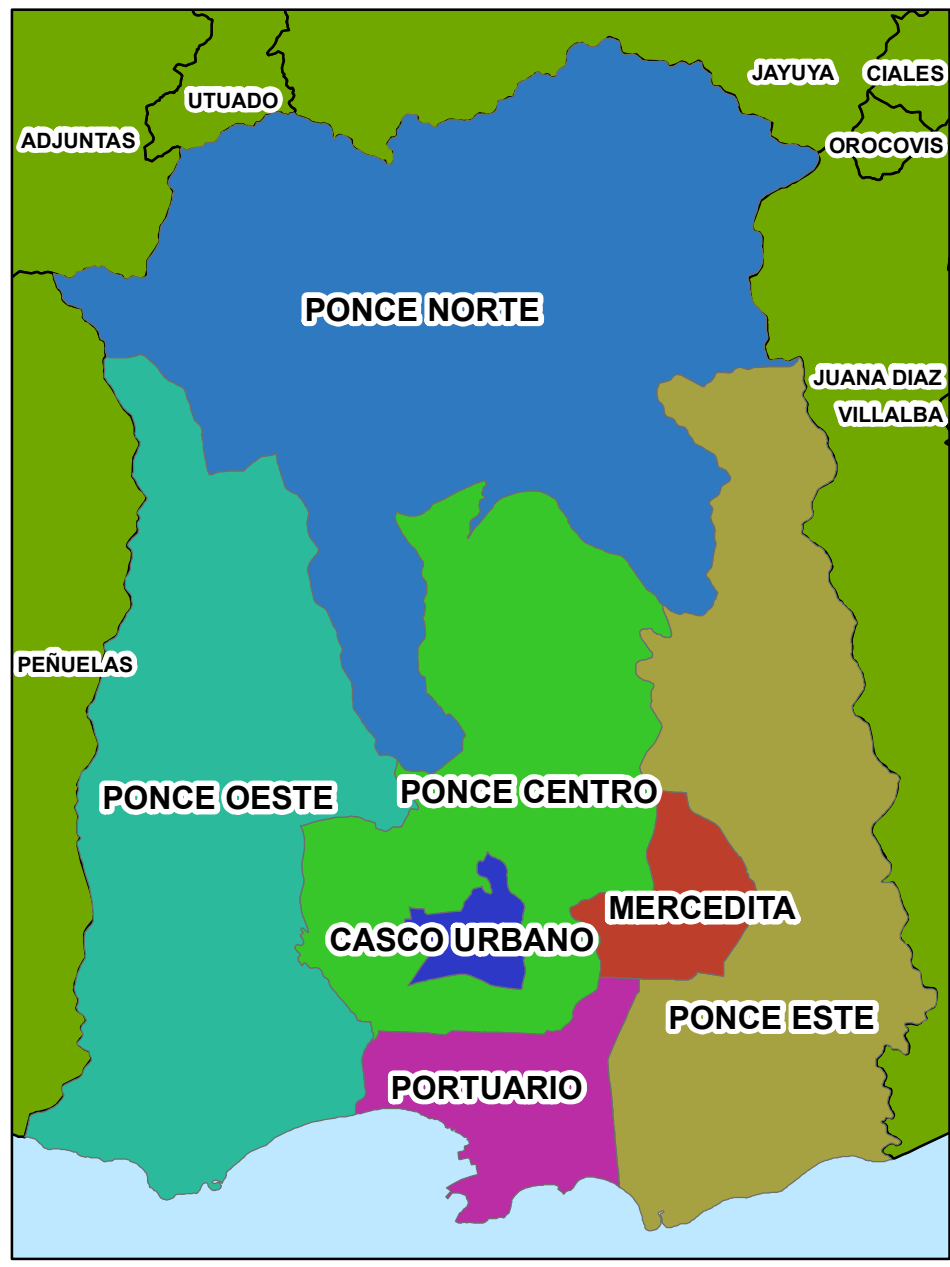 JAYUYA
CIALES
UTUADO
ADJUNTAS
OROCOVIS
PONCE NORTE
JUANA DIAZ
VILLALBA
PEÑUELAS
PONCE OESTE
PONCE CENTRO
MERCEDITA
CASCO URBANO
PONCE ESTE
PORTUARIO